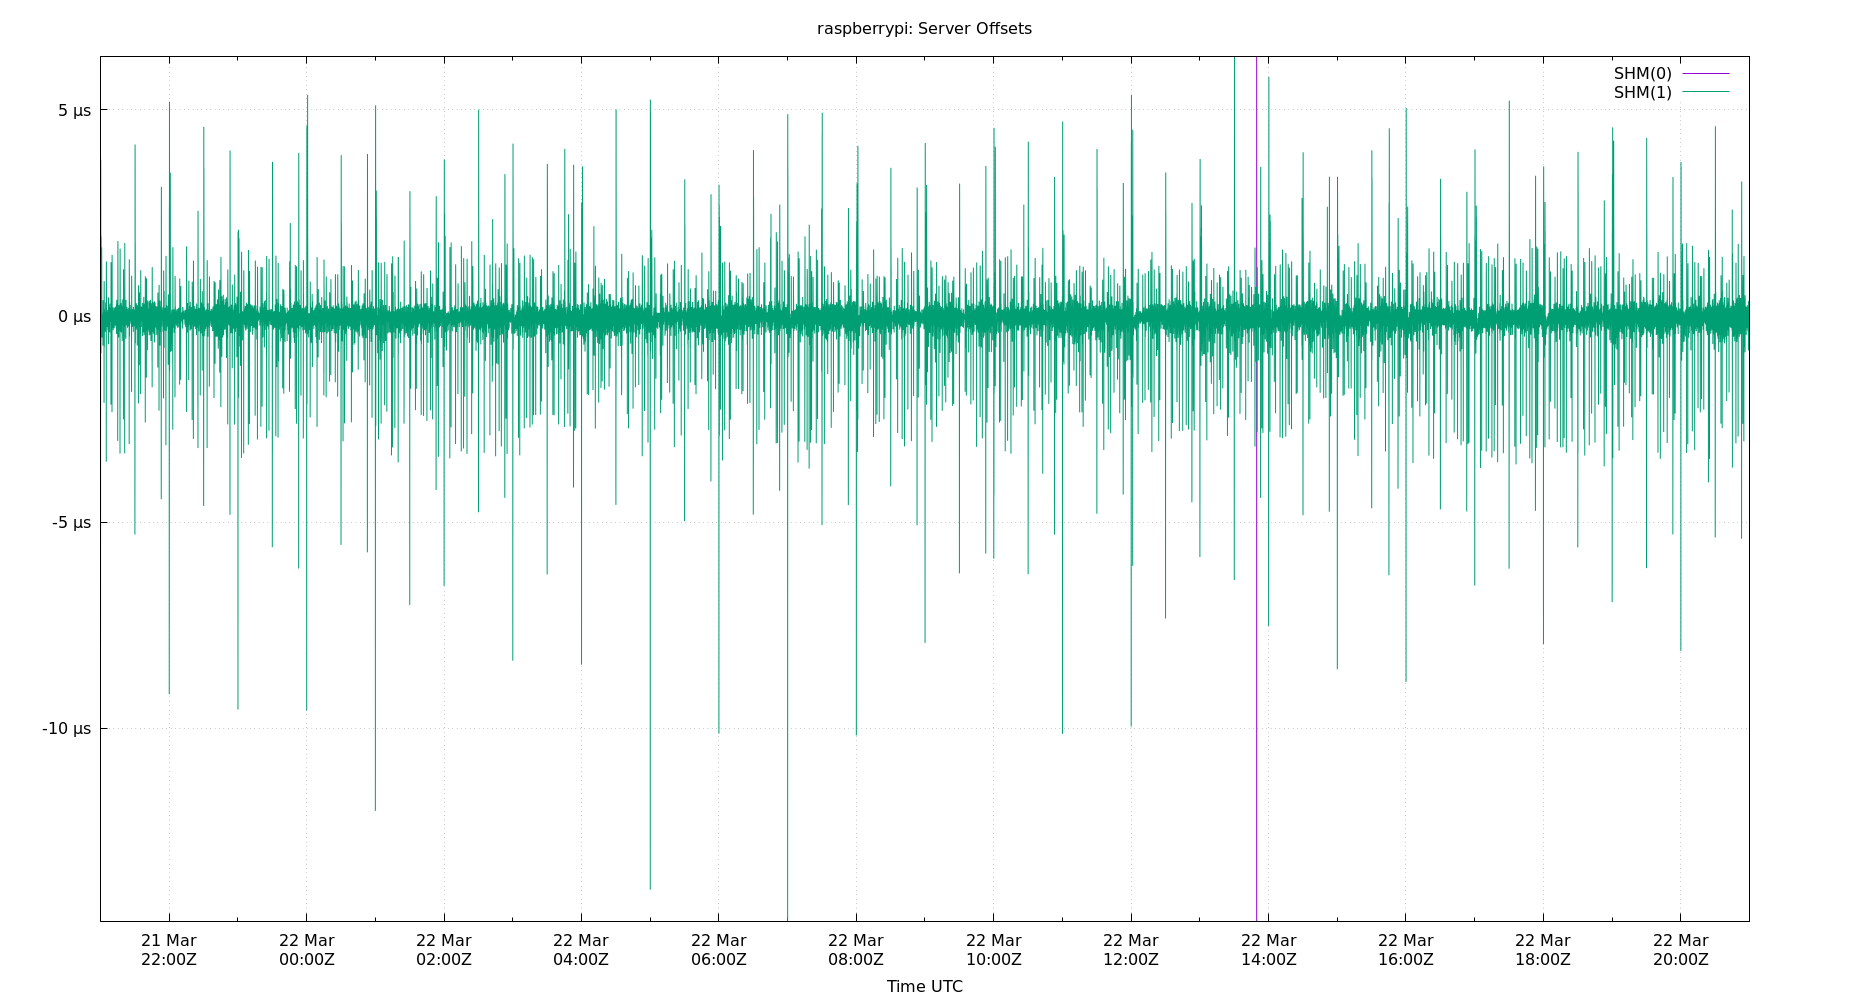 raspberrypi: Server Offsets
SHM(0)
SHM(1)
5 µs
0 µs
-5 µs
-10 µs
21 Mar 22 Mar 22 Mar 22 Mar 22 Mar 22 Mar 22 Mar 22 Mar 22 Mar 22 Mar 22 Mar 22 Mar
22:00Z 00:00Z 02:00Z 04:00Z 06:00Z 08:00Z 10:00Z 12:00Z 14:00Z 16:00Z 18:00Z 20:00Z
Time UTC